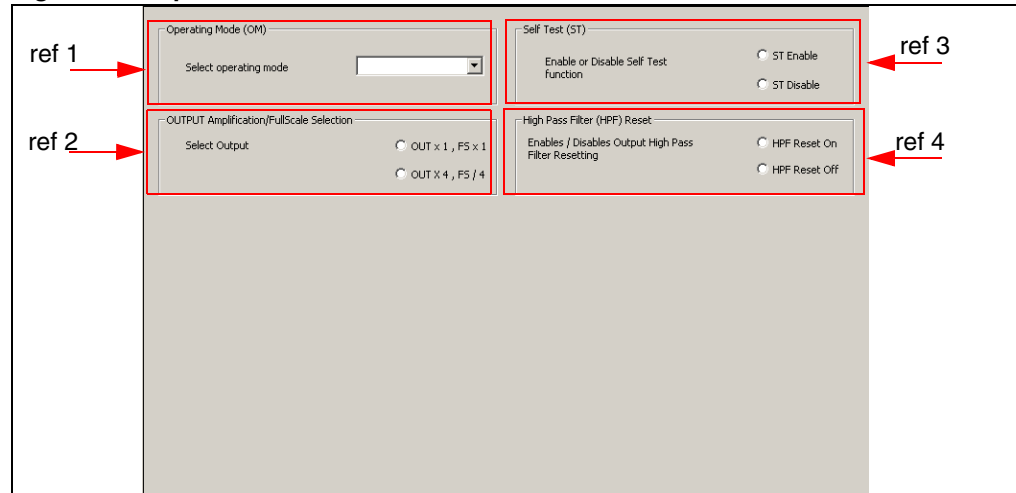 Operating Mode (OM)
ref 1
Select operating mode
OUTPUT Amplification/FullScale Selection
ref 2
Select Output
OUT x 1 , FS x 1
OUT X 4 , FS / 4
Self Test (ST)
Enable or Disable Self Test
function
ST Enable
ST Disable
ref 3
High Pass Filter (HPF) Reset
Enables / Disables Output High Pass
Filter Resetting
HPF Reset On
HPF Reset Off
ref 4